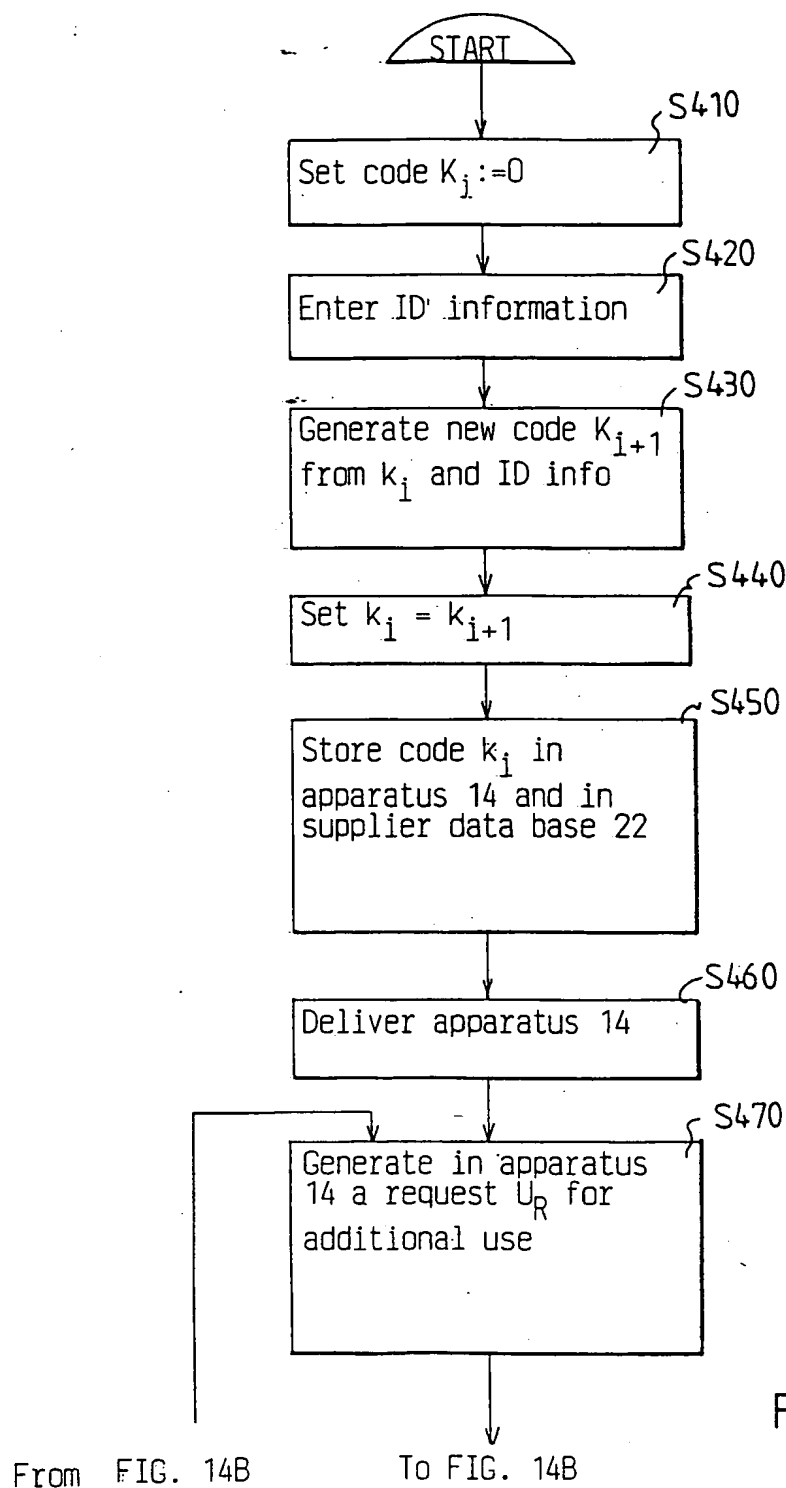 START
S410
Set code K_i:=0
S420
Enter ID information
S430
Generate new code K_{i+1}
from k_i and ID info
S440
Set k_i = k_{i+1}
S450
Store code k_i in
apparatus 14 and in
supplier data base 22
S460
Deliver apparatus 14
S470
Generate in apparatus
14 a request U_R for
additional use
From FIG. 14B
To FIG. 14B